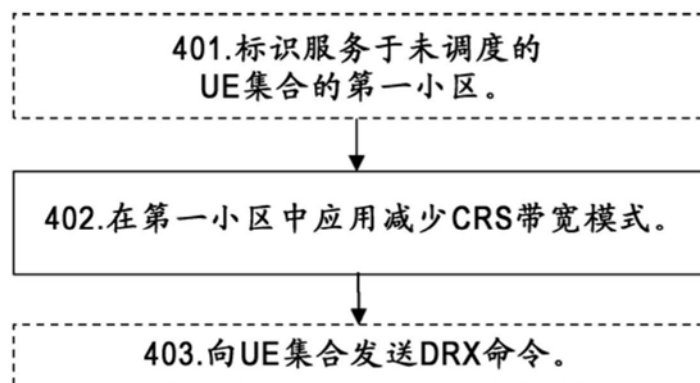 401.标识服务于未调度的
UE集合的第一小区。
402.在第一小区中应用减少CRS带宽模式。
403.向UE集合发送DRX命令。